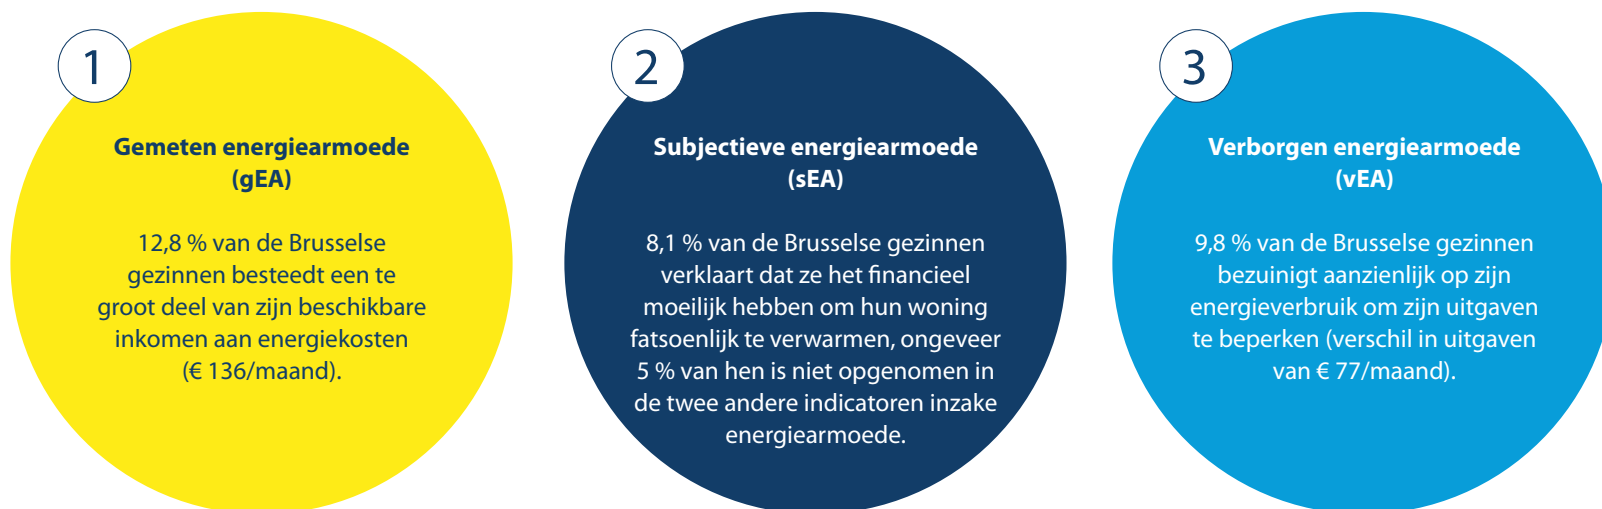 1
Gemeten energiearmoede
(gEA)
12,8 % van de Brusselse
gezinnen besteedt een te
groot deel van zijn beschikbare
inkomen aan energiekosten
(€ 136/maand).
2
Subjectieve energiearmoede
(sEA)
8,1 % van de Brusselse gezinnen
verklaart dat ze het financieel
moeilijk hebben om hun woning
fatsoenlijk te verwarmen, ongeveer
5 % van hen is niet opgenomen in
de twee andere indicatoren inzake
energiearmoede.
3
Verborgen energiearmoede
(vEA)
9,8 % van de Brusselse gezinnen
bezuinigt aanzienlijk op zijn
energieverbruik om zijn uitgaven
te beperken (verschil in uitgaven
van € 77/maand).